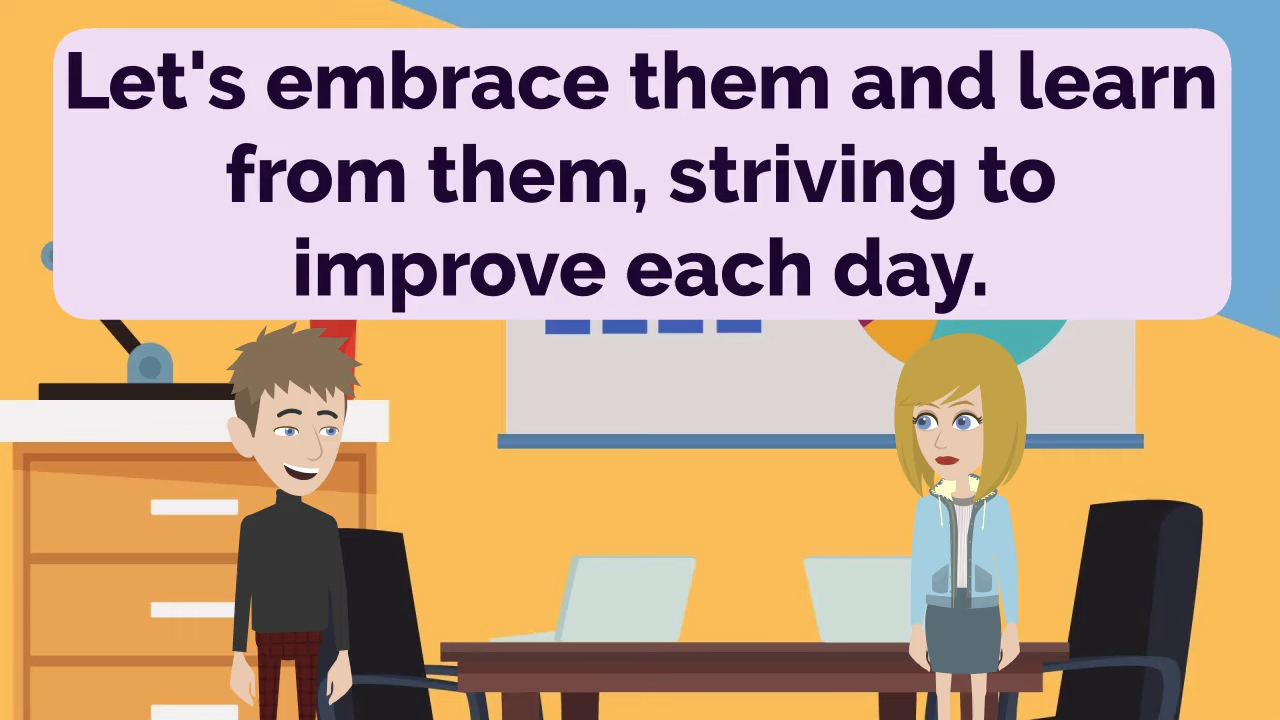 Let's embrace them and learn
from them, striving to
improve each day.